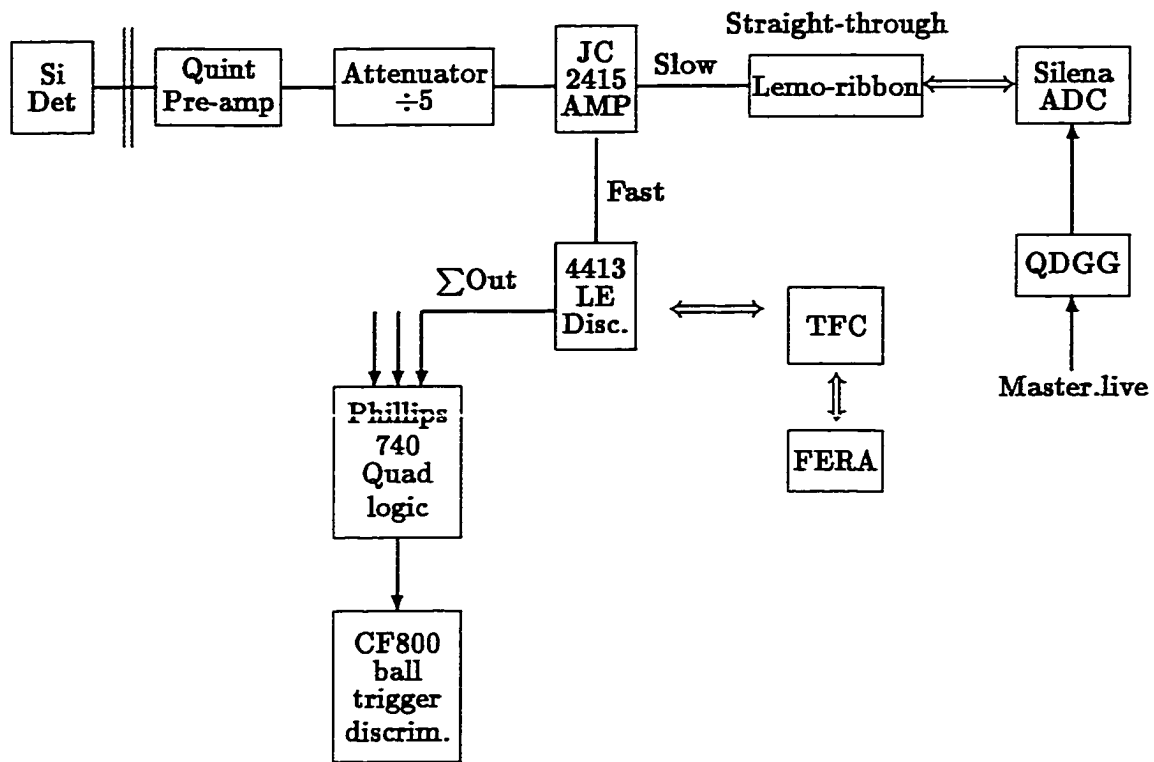 Straight-through
Si
Det
Quint
Pre-amp
Attenuator
÷5
JC
2415
AMP
Slow
Lemo-ribbon
Silena
ADC
Fast
QDGG
Master.live
∑Out
4413
LE
Disc.
TFC
FERA
Phillips
740
Quad
logic
CF800
ball
trigger
discrim.